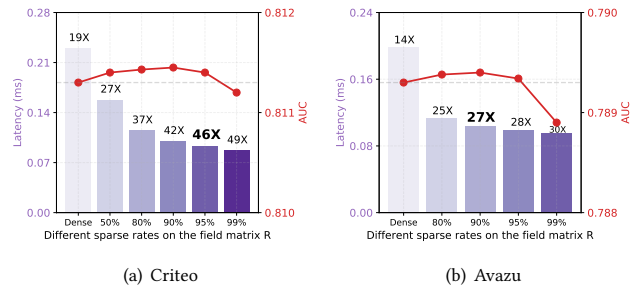 0.28
0.21
0.14
0.07
0.00
Latency (ms)
19X
27X
37X
42X
46X
49X
0.812
0.811
0.810
AUC
Dense 50% 80% 90% 95% 99%
Different sparse rates on the field matrix R
(a) Criteo
0.24
0.16
0.08
0.00
Latency (ms)
14X
25X
27X
28X
30X
0.790
0.789
0.788
AUC
Dense 80% 90% 95% 99%
Different sparse rates on the field matrix R
(b) Avazu